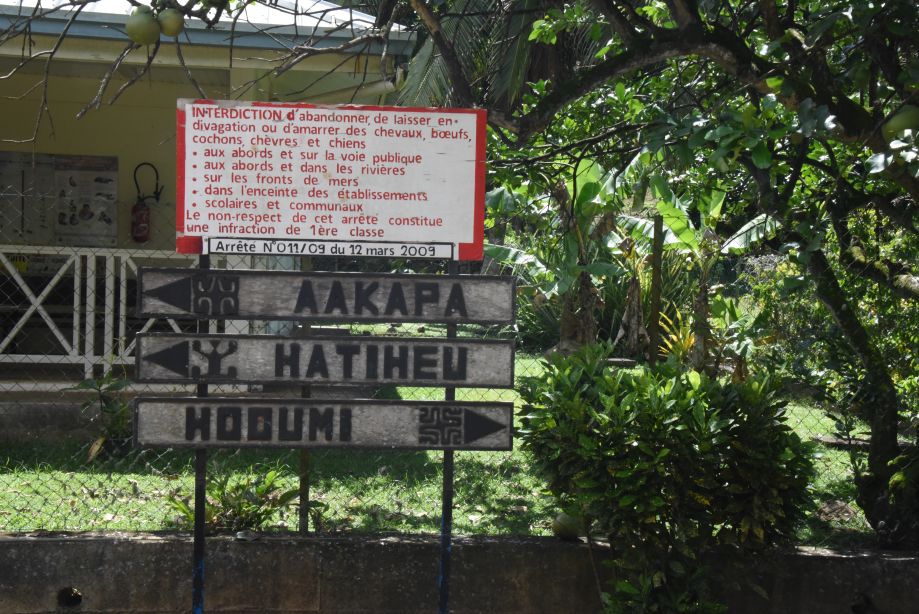 INTERDICTION d'abandonner, de laisser en
divagation ou d'amarrer des chevaux, bœufs,
cochons, chèvres et chiens
• aux abords et sur la voie publique
• aux abords et dans les rivières
• sur les fronts de mers
• dans l'enceinte des établissements
• scolaires et communaux
Le non-respect de cet arrête constitue
une infraction de 1ère classe
Arrête N°011/09 du 12 mars 2009
AAKAPA
HATIHEU
HOOUMI